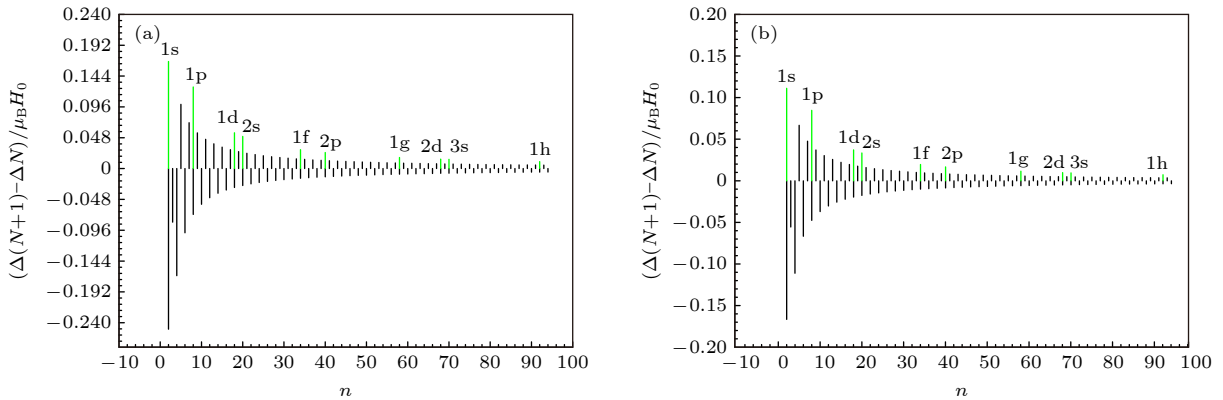 (a)
0.240
0.192
0.144
0.096
0.048
0
−0.048
−0.096
−0.144
−0.192
−0.240
(Δ(N+1)−ΔN)/μBH0
1s
1p
1d
2s
1f
2p
1g
2d
3s
1h
−10 0 10 20 30 40 50 60 70 80 90 100
n
(b)
0.20
0.15
0.10
0.05
0
−0.05
−0.10
−0.15
−0.20
(Δ(N+1)−ΔN)/μBH0
1s
1p
1d
2s
1f
2p
1g
2d
3s
1h
−10 0 10 20 30 40 50 60 70 80 90 100
n